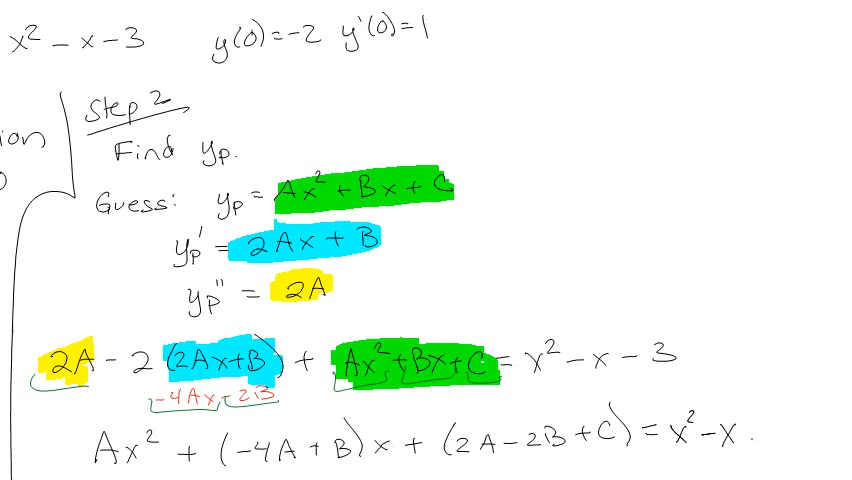 x² - x - 3 y(0) = -2 y'(0) = 1
Step 2
Find yp.
Guess: yp = Ax² + Bx + C
yp' = 2Ax + B
yp" = 2A
2A - 2 (2Ax+B) + Ax² + Bx + C = x² - x - 3
-4Ax - 2B
Ax² + (-4A + B)x + (2A - 2B + C) = x² - x .